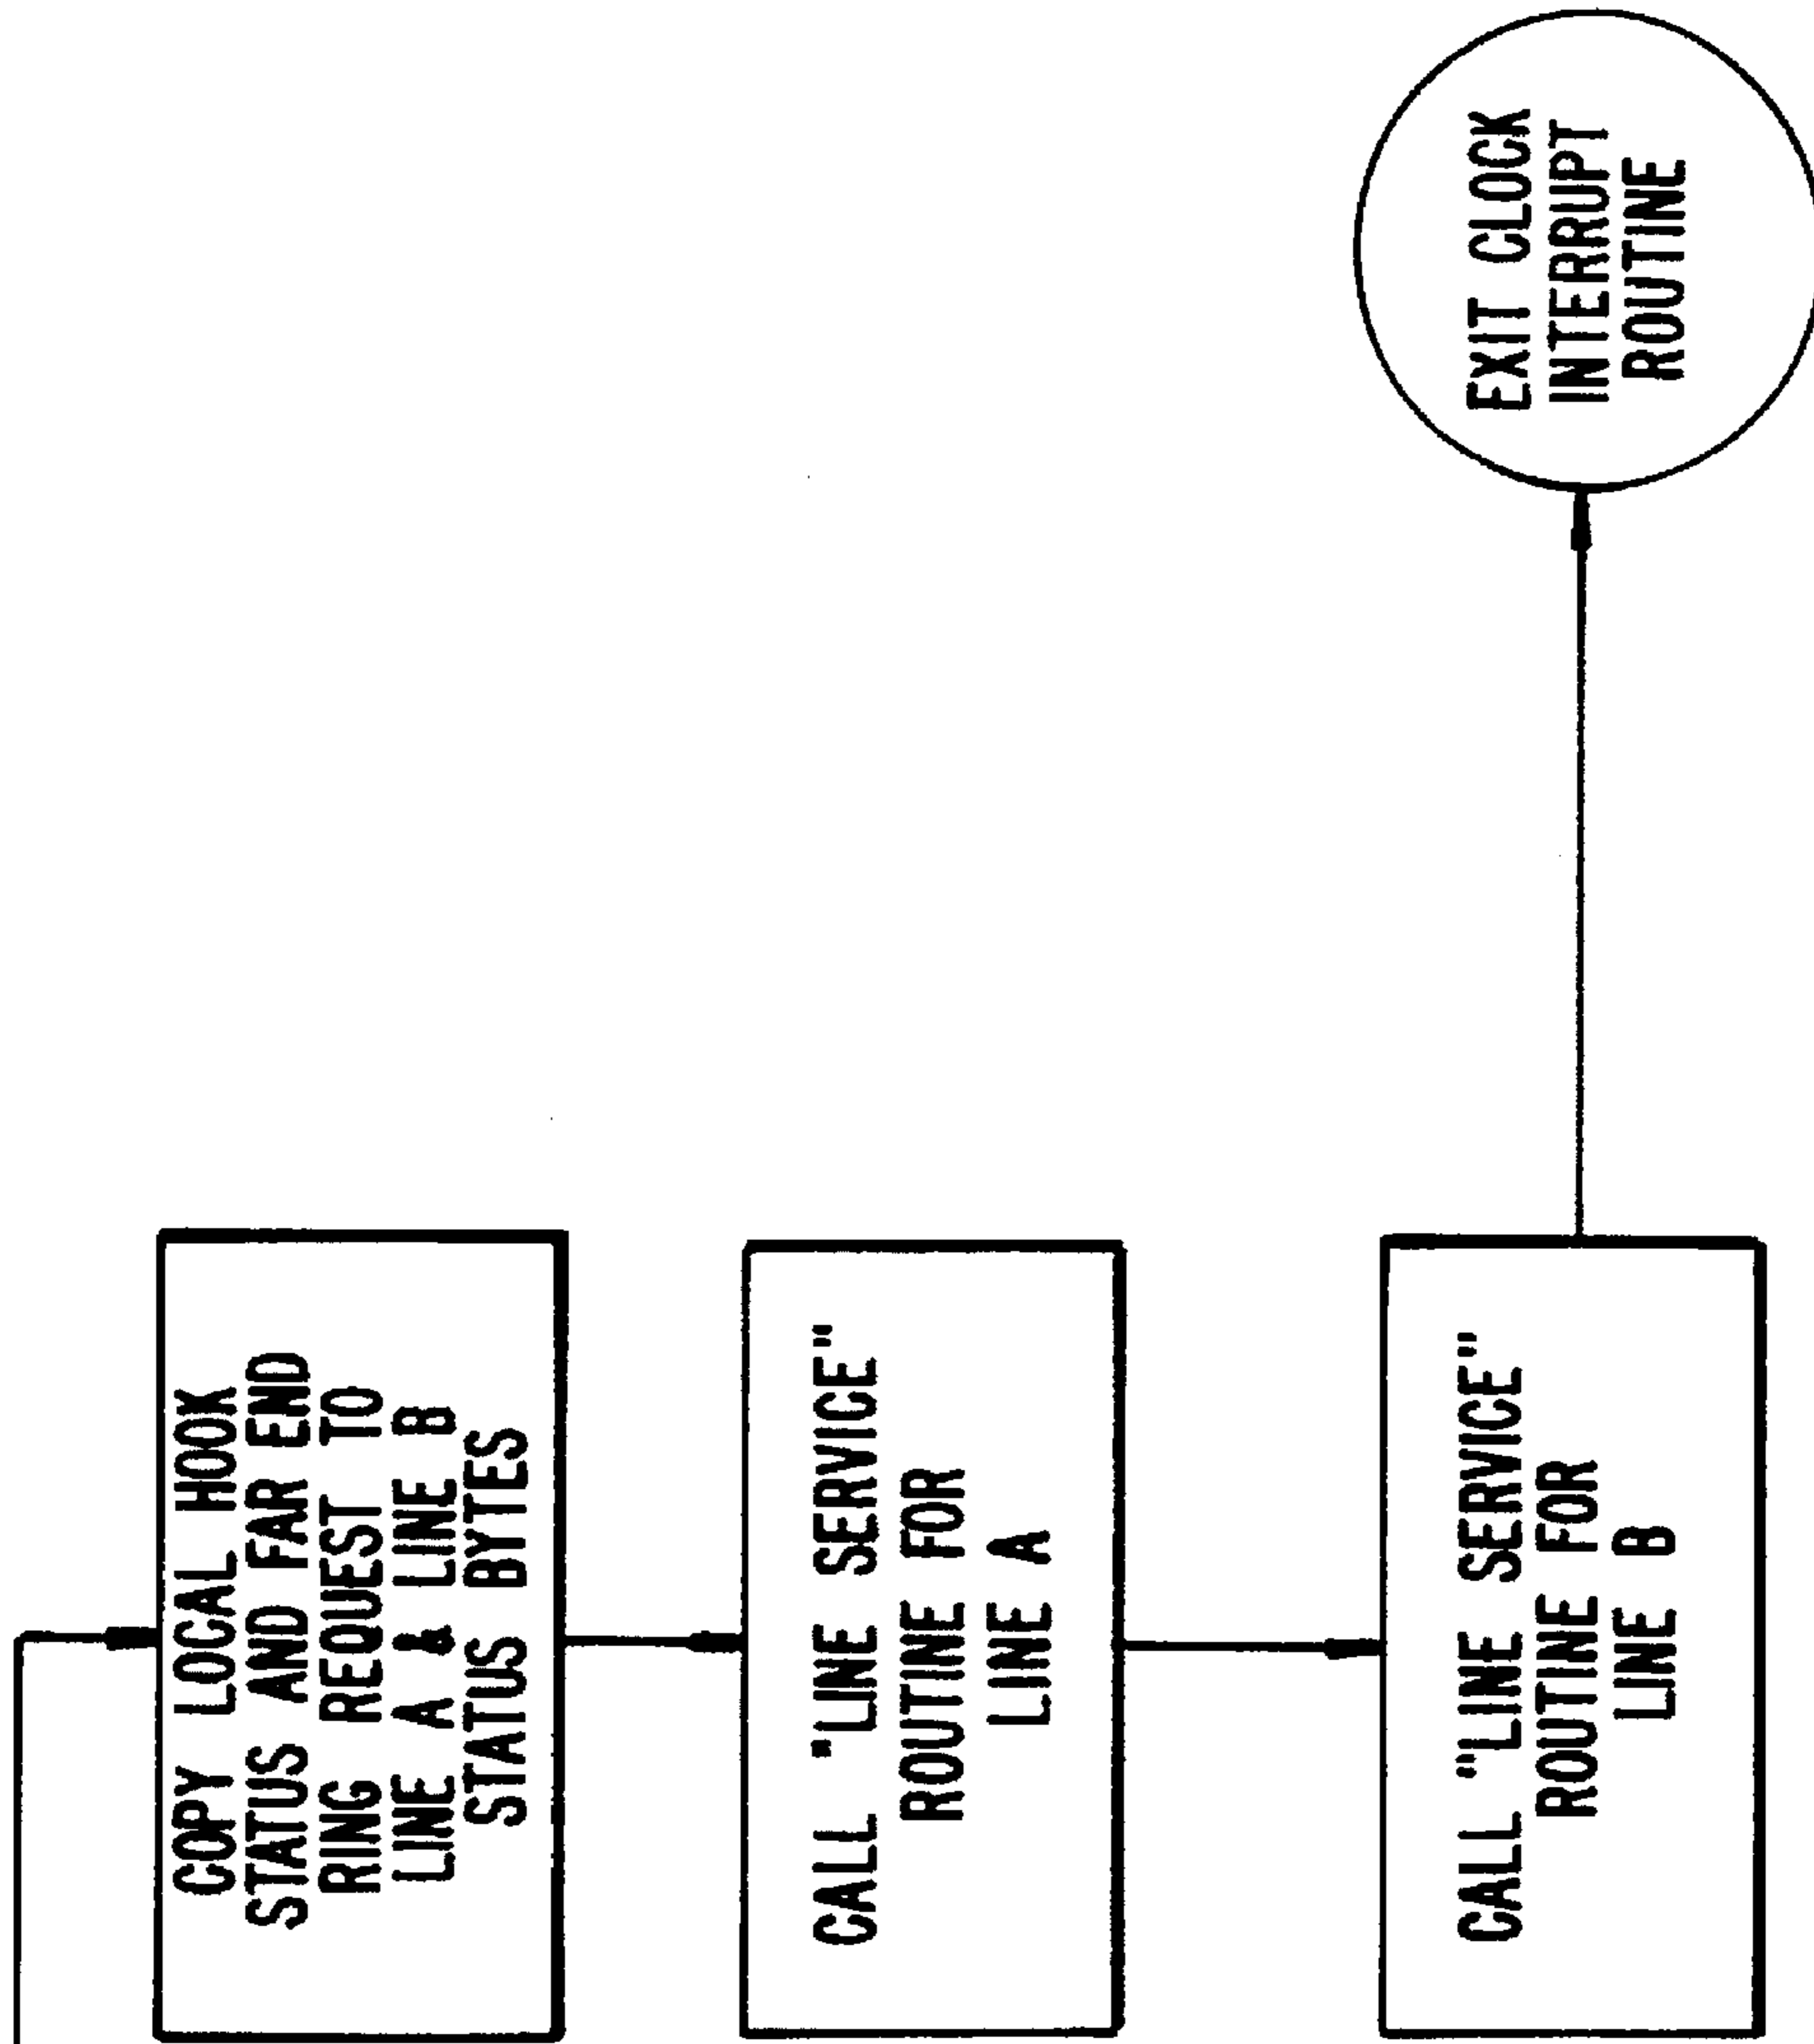 COPY LOCAL HOOK
STATUS AND FAR END
RING REQUEST TO
LINE A & LINE B
STATUS BYTES
CALL "LINE SERVICE"
ROUTINE FOR
LINE A
CALL "LINE SERVICE"
ROUTINE FOR
LINE B
EXIT CLOCK
INTERRUPT
ROUTINE